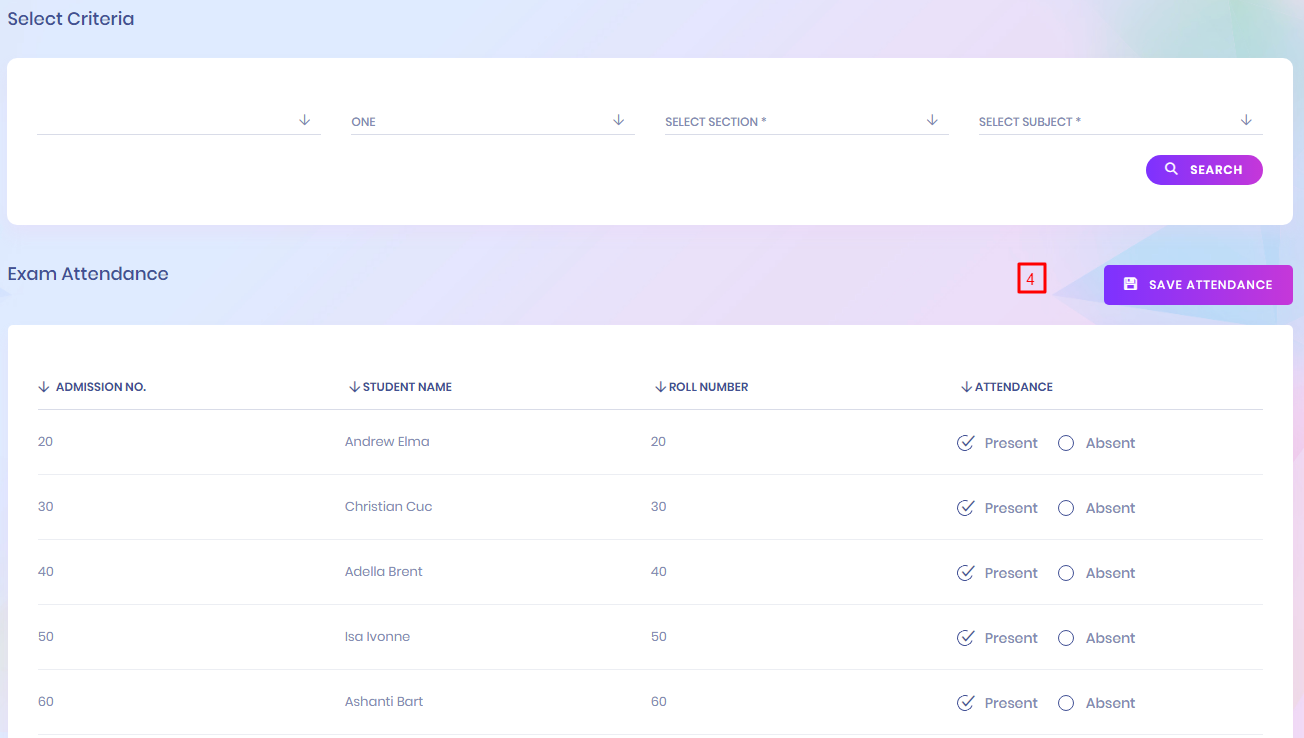 Select Criteria
ONE SELECT SECTION * SELECT SUBJECT *
SEARCH
Exam Attendance 4 SAVE ATTENDANCE
ADMISSION NO. STUDENT NAME ROLL NUMBER ATTENDANCE
20 Andrew Elma 20 Present Absent
30 Christian Cuc 30 Present Absent
40 Adella Brent 40 Present Absent
50 Isa Ivonne 50 Present Absent
60 Ashanti Bart 60 Present Absent